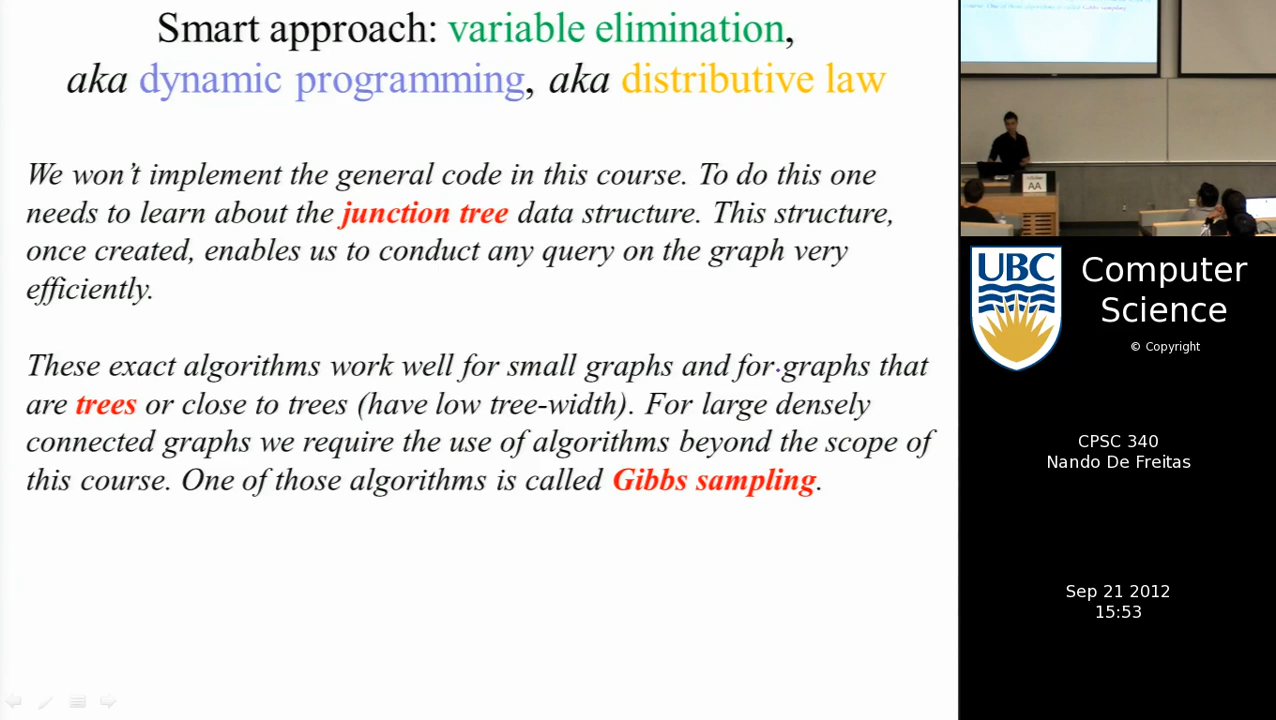 Smart approach: variable elimination,
aka dynamic programming, aka distributive law
We won't implement the general code in this course. To do this one
needs to learn about the junction tree data structure. This structure,
once created, enables us to conduct any query on the graph very
efficiently.
These exact algorithms work well for small graphs and for graphs that
are trees or close to trees (have low tree-width). For large densely
connected graphs we require the use of algorithms beyond the scope of
this course. One of those algorithms is called Gibbs sampling.
AA
UBC
Computer
Science
© Copyright
CPSC 340
Nando De Freitas
Sep 21 2012
15:53